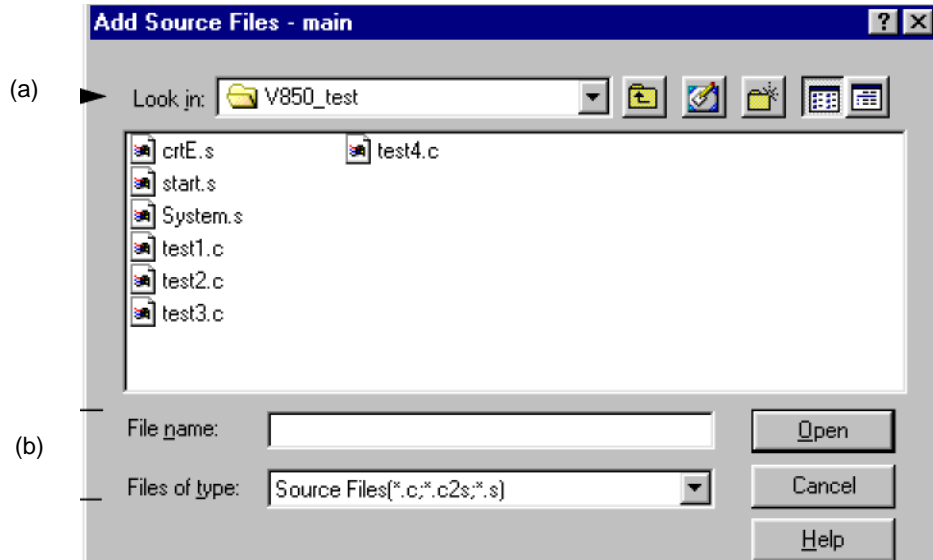 Add Source Files - main
(a)
Look in: V850_test
crtE.s
start.s
System.s
test1.c
test2.c
test3.c
test4.c
(b)
File name:
Open
Files of type: Source Files(*.c;*.c2s;*.s)
Cancel
Help